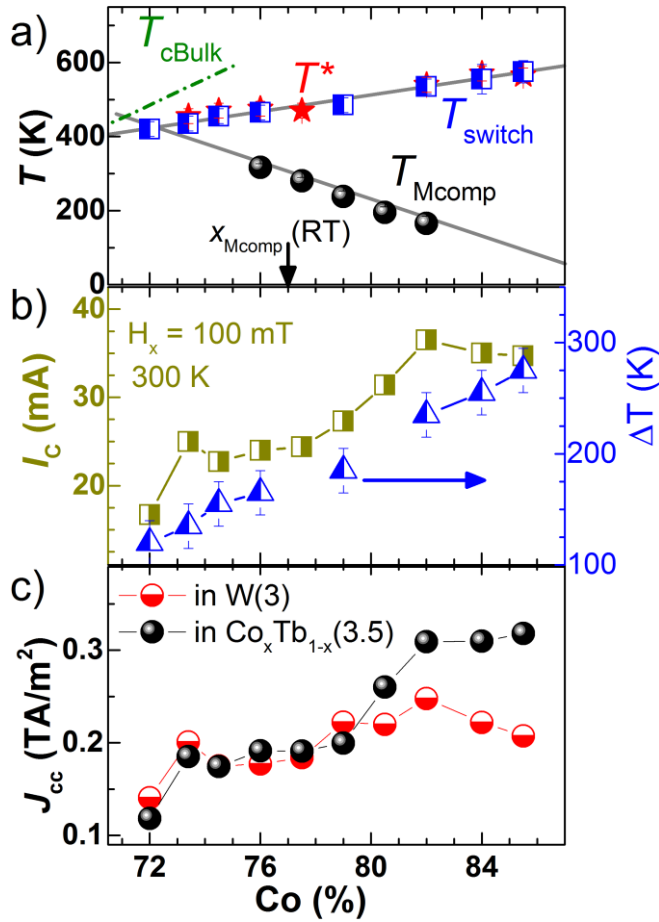 a)
T_cBulk
T*
T_switch
T_Mcomp
x_Mcomp (RT)
600
400
200
0
T (K)
b)
H_x = 100 mT
300 K
40
30
20
I_C (mA)
300
200
100
ΔT (K)
c)
in W(3)
in Co_xTb_1-x(3.5)
0.3
0.2
0.1
J_cc (TA/m²)
72 76 80 84
Co (%)